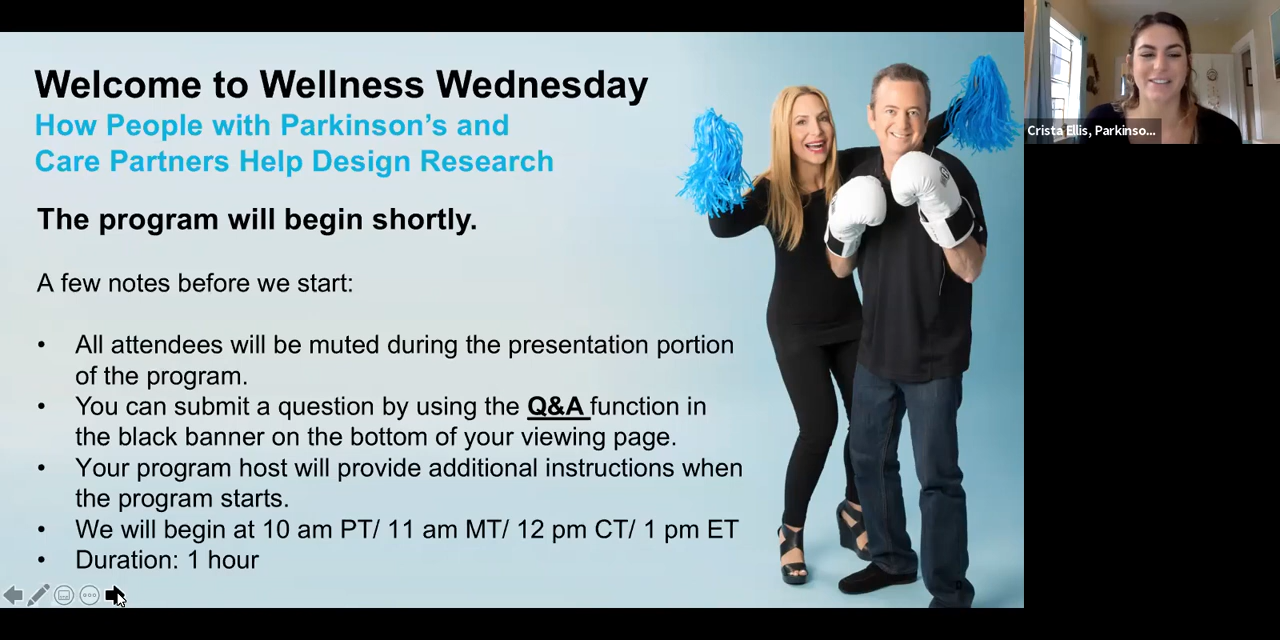 Welcome to Wellness Wednesday
How People with Parkinson's and
Care Partners Help Design Research
The program will begin shortly.
A few notes before we start:
• All attendees will be muted during the presentation portion
of the program.
• You can submit a question by using the Q&A function in
the black banner on the bottom of your viewing page.
• Your program host will provide additional instructions when
the program starts.
• We will begin at 10 am PT/ 11 am MT/ 12 pm CT/ 1 pm ET
• Duration: 1 hour
Crista Ellis, Parkinso...